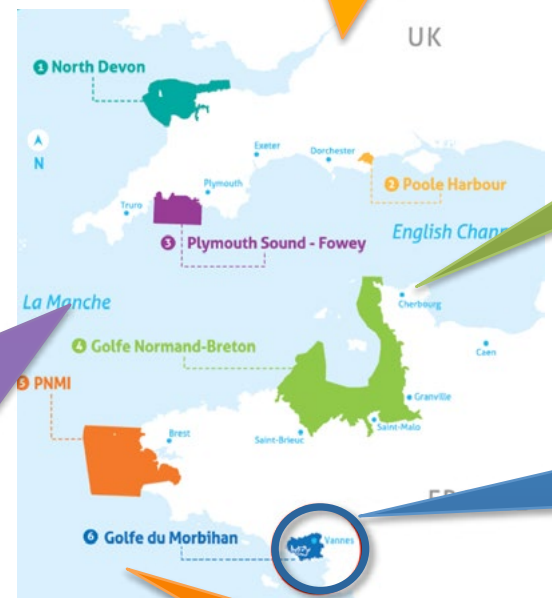 UK
1 North Devon
N
Exeter
Dorchester
2 Poole Harbour
Plymouth
Truro
3 Plymouth Sound - Fowey
English Chann
La Manche
Cherbourg
4 Golfe Normand-Breton
Caen
5 PNMI
Granville
Saint-Malo
Brest
Saint-Brieuc
FR
6 Golfe du Morbihan
Vannes